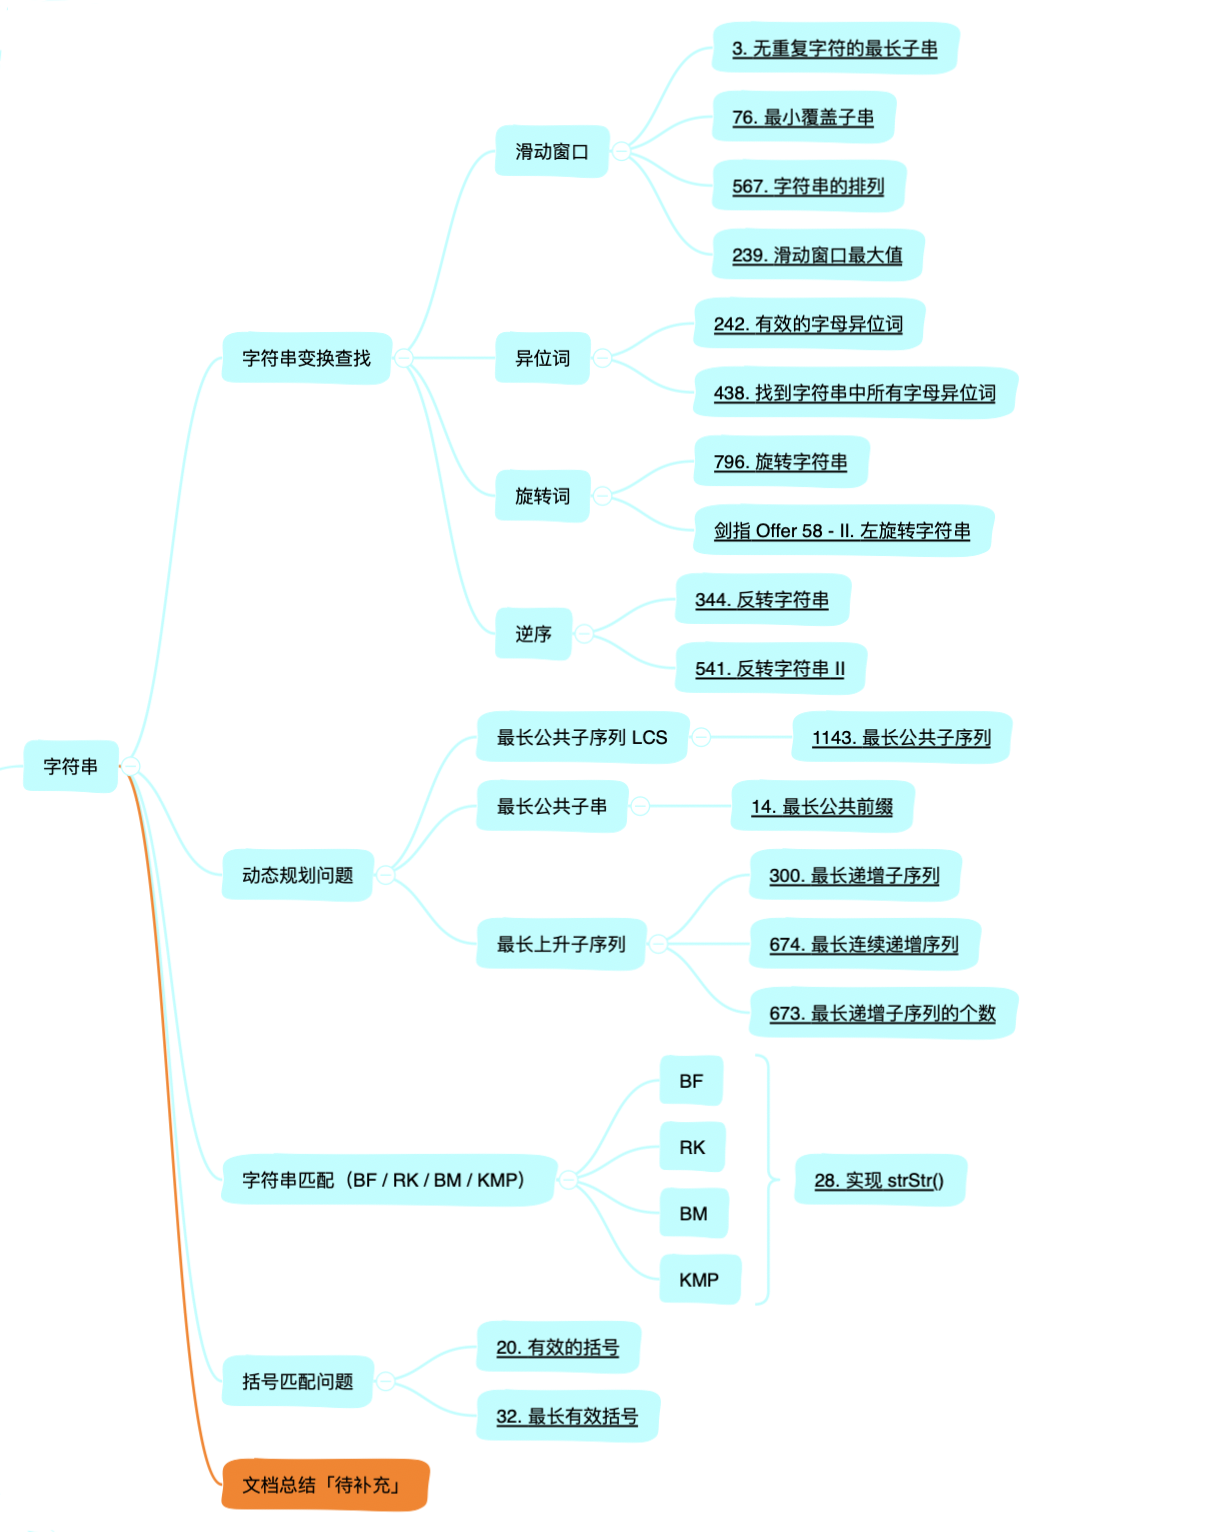 字符串
字符串变换查找
滑动窗口
3. 无重复字符的最长子串
76. 最小覆盖子串
567. 字符串的排列
239. 滑动窗口最大值
异位词
242. 有效的字母异位词
438. 找到字符串中所有字母异位词
旋转词
796. 旋转字符串
剑指 Offer 58 - II. 左旋转字符串
逆序
344. 反转字符串
541. 反转字符串 II
动态规划问题
最长公共子序列 LCS
1143. 最长公共子序列
最长公共子串
14. 最长公共前缀
最长上升子序列
300. 最长递增子序列
674. 最长连续递增序列
673. 最长递增子序列的个数
字符串匹配（BF / RK / BM / KMP）
BF
RK
BM
KMP
28. 实现 strStr()
括号匹配问题
20. 有效的括号
32. 最长有效括号
文档总结「待补充」